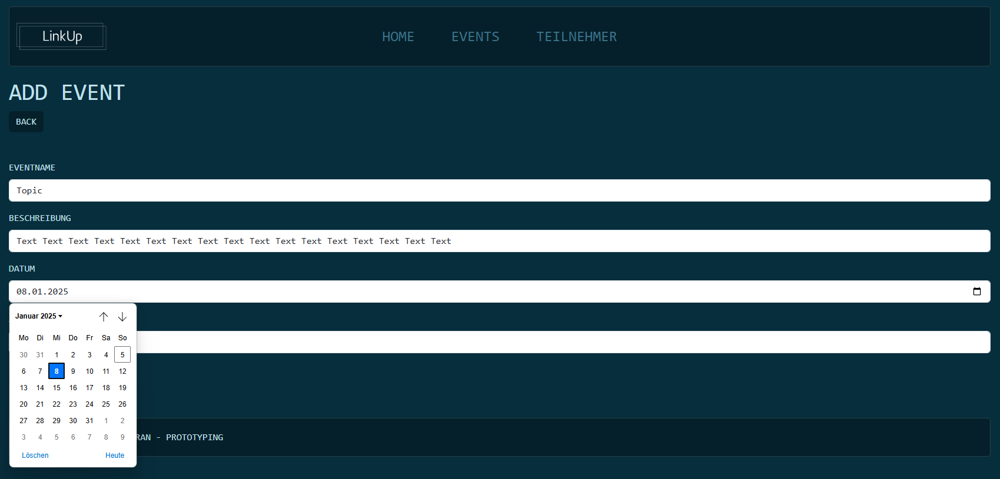 LinkUp
HOME EVENTS TEILNEHMER
ADD EVENT
BACK
EVENTNAME
Topic
BESCHREIBUNG
Text Text Text Text Text Text Text Text Text Text Text Text Text Text Text Text Text
DATUM
08.01.2025
Januar 2025
Mo Di Mi Do Fr Sa So
30 31 1 2 3 4 5
6 7 8 9 10 11 12
13 14 15 16 17 18 19
20 21 22 23 24 25 26
27 28 29 30 31 1 2
3 4 5 6 7 8 9
Löschen Heute
RAN - PROTOTYPING